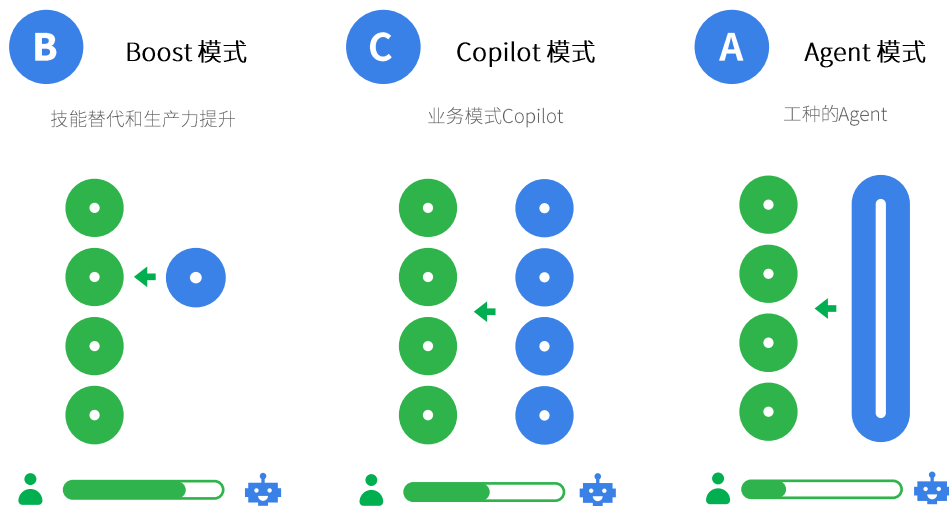 B
Boost 模式
技能替代和生产力提升
C
Copilot 模式
业务模式Copilot
A
Agent 模式
工种的Agent